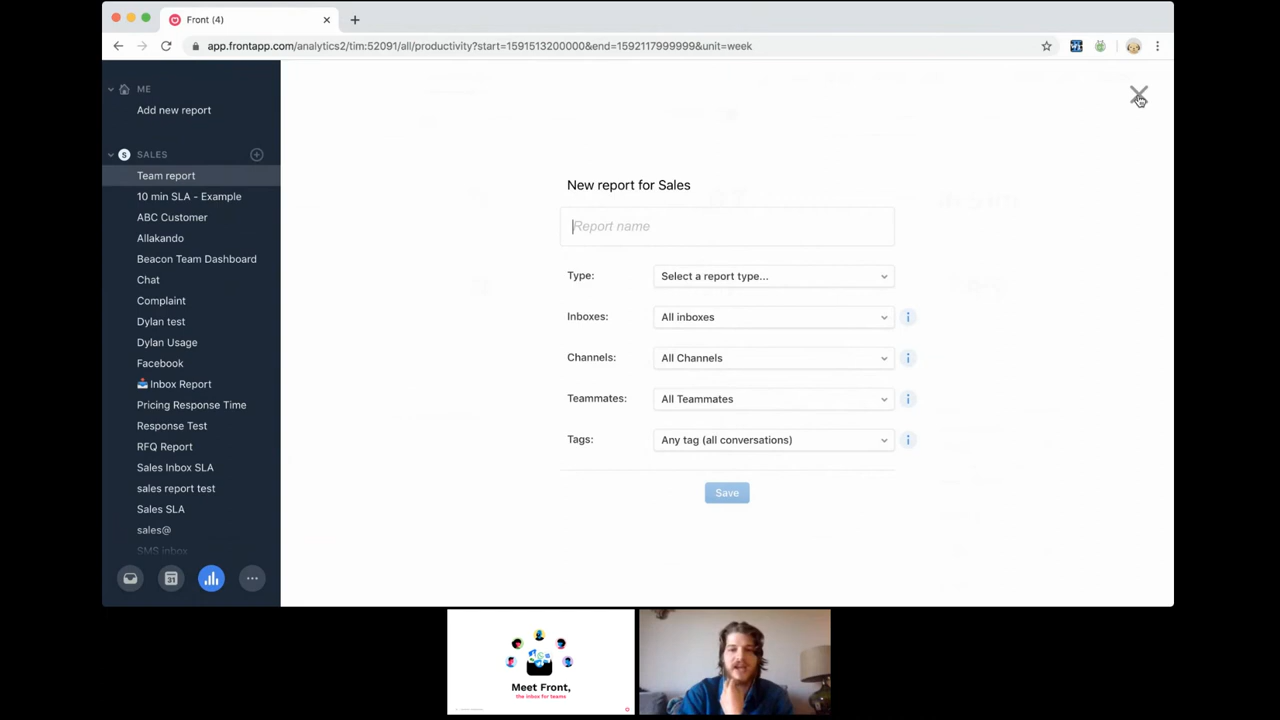 Front (4)
app.frontapp.com/analytics2/tim:52091/all/productivity?start=1591513200000&end=1592117999999&unit=week
ME
Add new report
S SALES
Team report
10 min SLA - Example
ABC Customer
Allakando
Beacon Team Dashboard
Chat
Complaint
Dylan test
Dylan Usage
Facebook
Inbox Report
Pricing Response Time
Response Test
RFQ Report
Sales Inbox SLA
sales report test
Sales SLA
sales@
SMS inbox
31
New report for Sales
Report name
Type: Select a report type...
Inboxes: All inboxes
Channels: All Channels
Teammates: All Teammates
Tags: Any tag (all conversations)
Save
Meet Front,
the inbox for teams